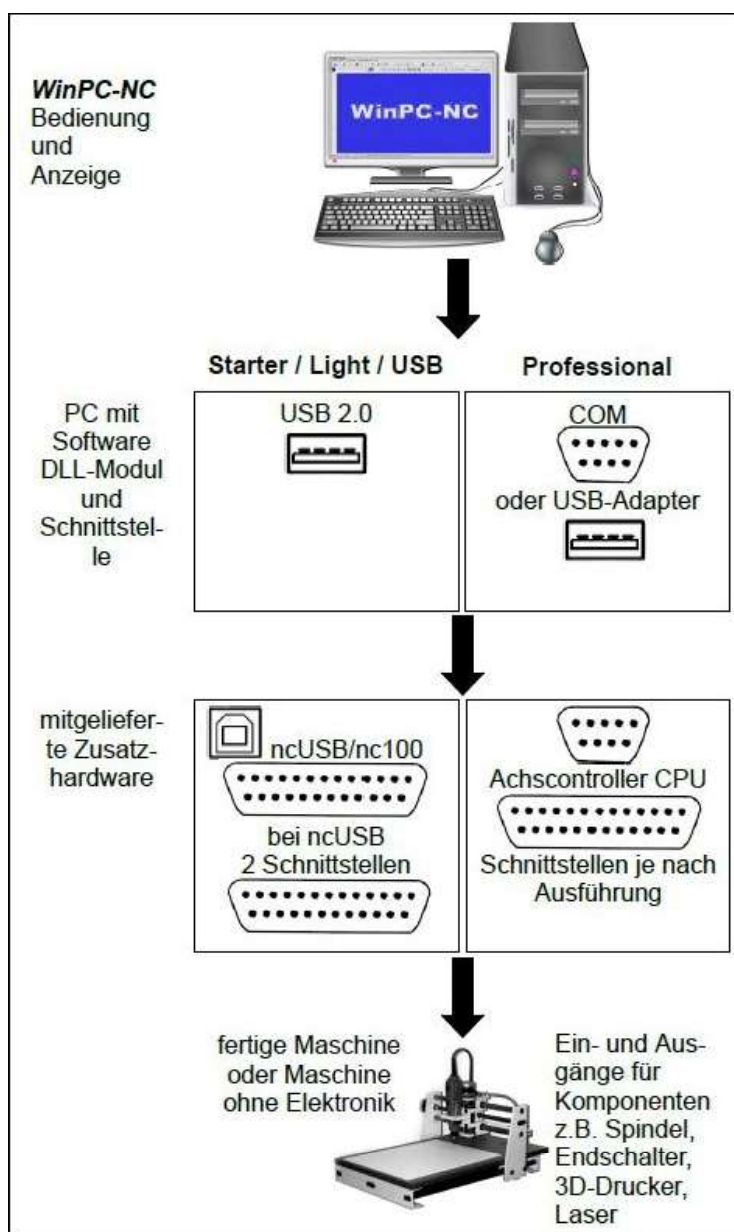 WinPC-NC
Bedienung
und
Anzeige
WinPC-NC
Starter / Light / USB
Professional
PC mit
Software
DLL-Modul
und
Schnittstel-
le
USB 2.0
COM
oder USB-Adapter
mitgeliefer-
te Zusatz-
hardware
ncUSB/nc100
bei ncUSB
2 Schnittstellen
Achscontroller CPU
Schnittstellen je nach
Ausführung
fertige Maschine
oder Maschine
ohne Elektronik
Ein- und Aus-
gänge für
Komponenten
z.B. Spindel,
Endschalter,
3D-Drucker,
Laser